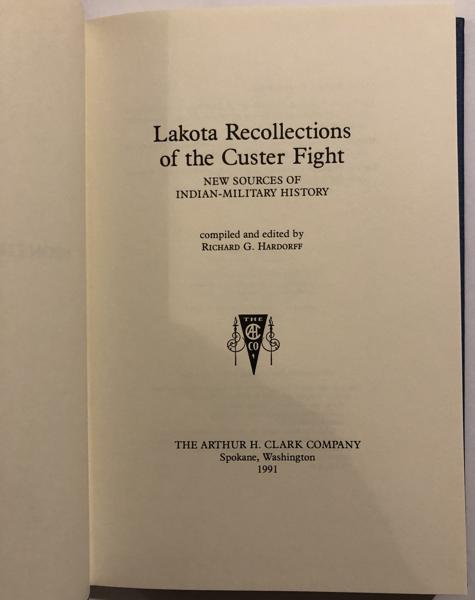 Lakota Recollections
of the Custer Fight
NEW SOURCES OF
INDIAN-MILITARY HISTORY
compiled and edited by
RICHARD G. HARDORFF
THE
AHC
CO
THE ARTHUR H. CLARK COMPANY
Spokane, Washington
1991